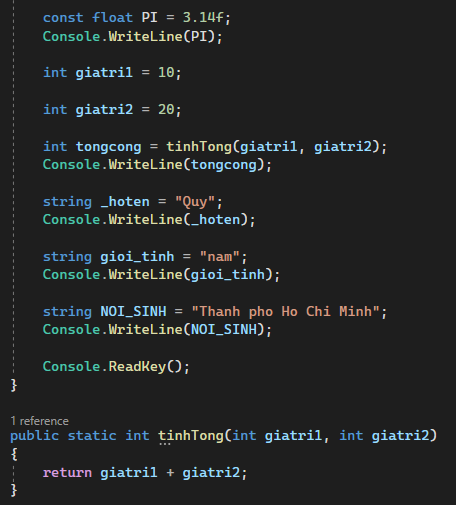 const float PI = 3.14f;
Console.WriteLine(PI);
int giatri1 = 10;
int giatri2 = 20;
int tongcong = tinhTong(giatri1, giatri2);
Console.WriteLine(tongcong);
string _hoten = "Quy";
Console.WriteLine(_hoten);
string gioi_tinh = "nam";
Console.WriteLine(gioi_tinh);
string NOI_SINH = "Thanh pho Ho Chi Minh";
Console.WriteLine(NOI_SINH);
Console.ReadKey();
}
1 reference
public static int tinhTong(int giatri1, int giatri2)
{
return giatri1 + giatri2;
}